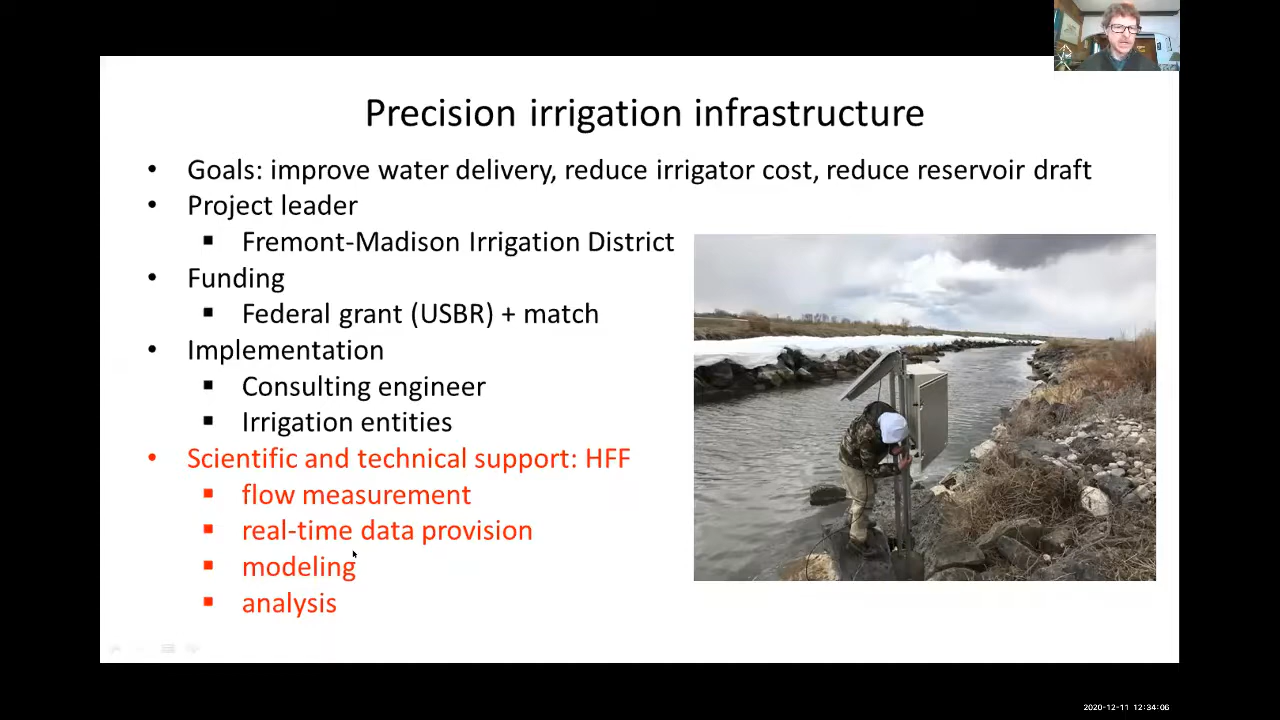 Precision irrigation infrastructure
• Goals: improve water delivery, reduce irrigator cost, reduce reservoir draft
• Project leader
▪ Fremont-Madison Irrigation District
• Funding
▪ Federal grant (USBR) + match
• Implementation
▪ Consulting engineer
▪ Irrigation entities
• Scientific and technical support: HFF
▪ flow measurement
▪ real-time data provision
▪ modeling
▪ analysis
2020-12-11 12:34:06